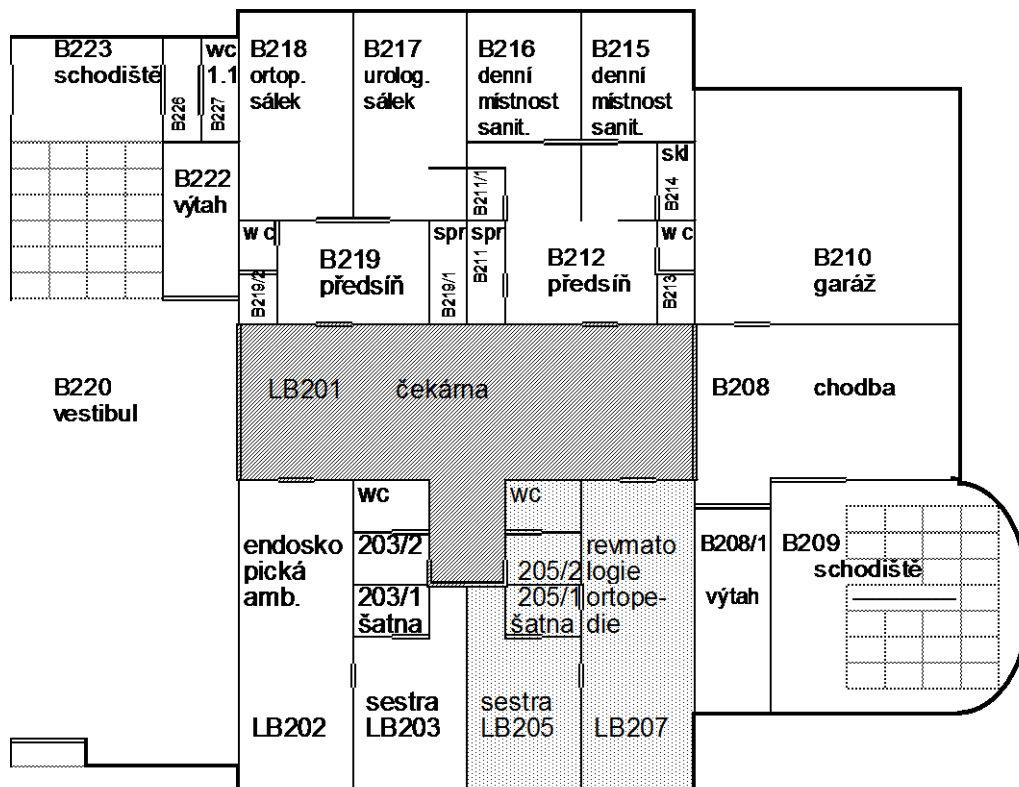 B223
schodiště
B226
wc
1.1
B227
B218
ortop.
sálek
B217
urolog.
sálek
B216
denní
místnost
sanit.
B215
denní
místnost
sanit.
B222
výtah
B211/1
skl
B214
w c
B219/2
B219
předsíň
spr
B219/1
spr
B211
B212
předsíň
w c
B213
B210
garáž
B220
vestibul
LB201 čekárna
B208 chodba
endosko
pická
amb.
LB202
wc
203/2
203/1
šatna
sestra
LB203
wc
205/2
205/1
šatna
sestra
LB205
revmato
logie
ortope-
die
LB207
B208/1
výtah
B209
schodiště